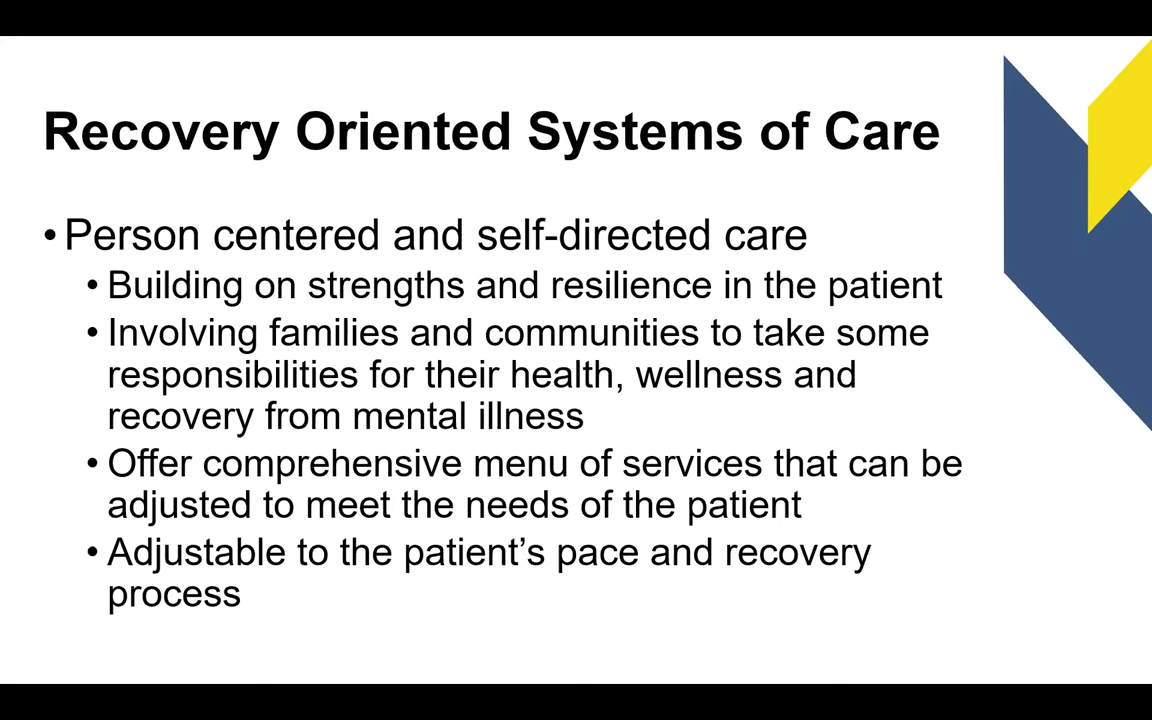 Recovery Oriented Systems of Care
• Person centered and self-directed care
• Building on strengths and resilience in the patient
• Involving families and communities to take some
responsibilities for their health, wellness and
recovery from mental illness
• Offer comprehensive menu of services that can be
adjusted to meet the needs of the patient
• Adjustable to the patient’s pace and recovery
process